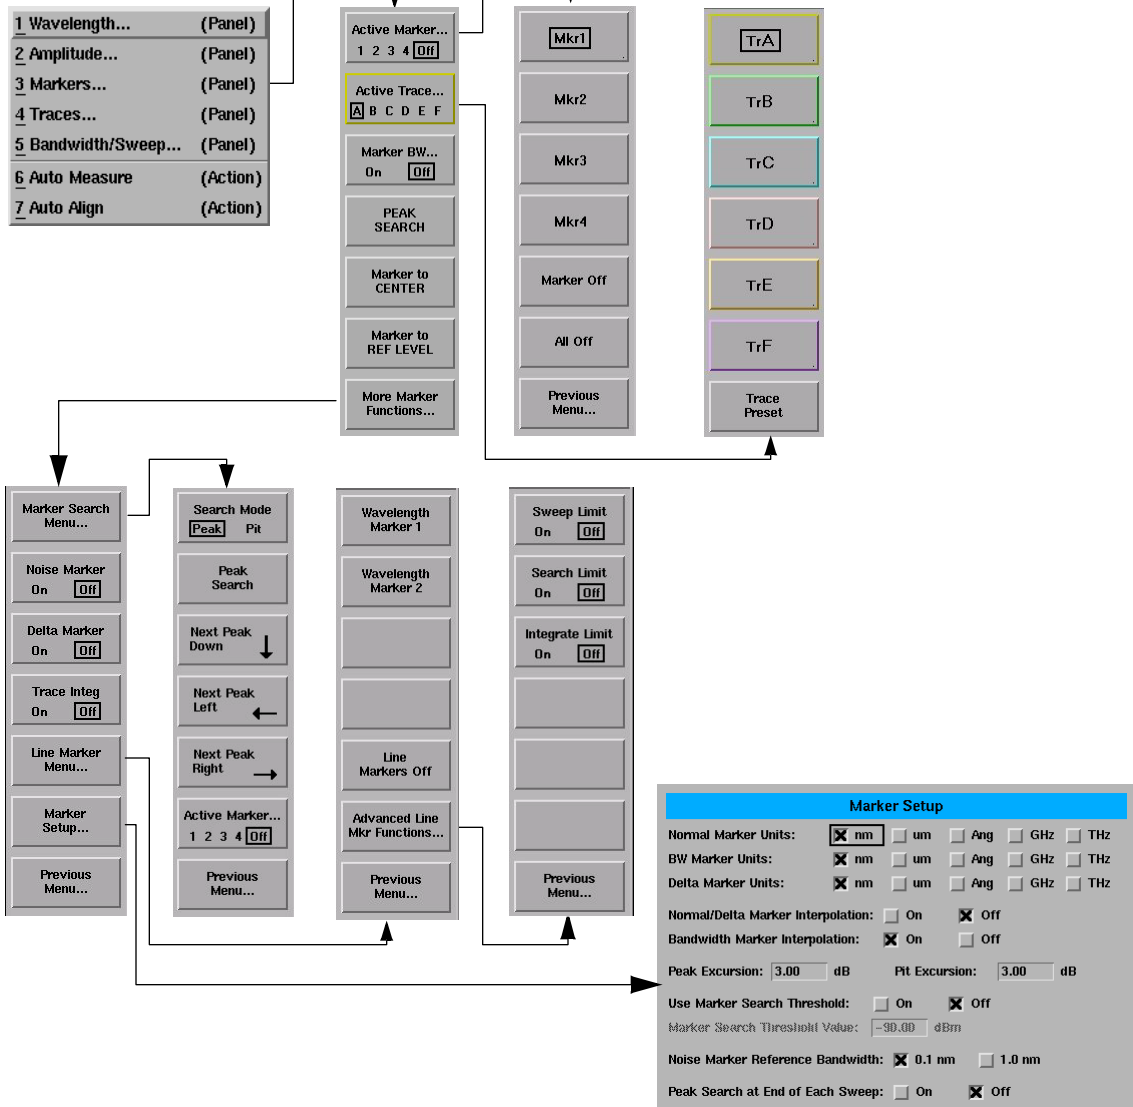 1 Wavelength... (Panel)
2 Amplitude... (Panel)
3 Markers... (Panel)
4 Traces... (Panel)
5 Bandwidth/Sweep... (Panel)
6 Auto Measure (Action)
7 Auto Align (Action)
Active Marker...
1 2 3 4 Off
Active Trace...
A B C D E F
Marker BW...
On Off
PEAK
SEARCH
Marker to
CENTER
Marker to
REF LEVEL
More Marker
Functions...
Mkr1
Mkr2
Mkr3
Mkr4
Marker Off
All Off
Previous
Menu...
TrA
TrB
TrC
TrD
TrE
TrF
Trace
Preset
Marker Search
Menu...
Noise Marker
On Off
Delta Marker
On Off
Trace Integ
On Off
Line Marker
Menu...
Marker
Setup...
Previous
Menu...
Search Mode
Peak Pit
Peak
Search
Next Peak
Down
Next Peak
Left
Next Peak
Right
Active Marker...
1 2 3 4 Off
Previous
Menu...
Wavelength
Marker 1
Wavelength
Marker 2
Line
Markers Off
Advanced Line
Mkr Functions...
Previous
Menu...
Sweep Limit
On Off
Search Limit
On Off
Integrate Limit
On Off
Previous
Menu...
Marker Setup
Normal Marker Units: nm um Ang GHz THz
BW Marker Units: nm um Ang GHz THz
Delta Marker Units: nm um Ang GHz THz
Normal/Delta Marker Interpolation: On Off
Bandwidth Marker Interpolation: On Off
Peak Excursion: 3.00 dB Pit Excursion: 3.00 dB
Use Marker Search Threshold: On Off
Marker Search Threshold Value: -90.00 dBm
Noise Marker Reference Bandwidth: 0.1 nm 1.0 nm
Peak Search at End of Each Sweep: On Off